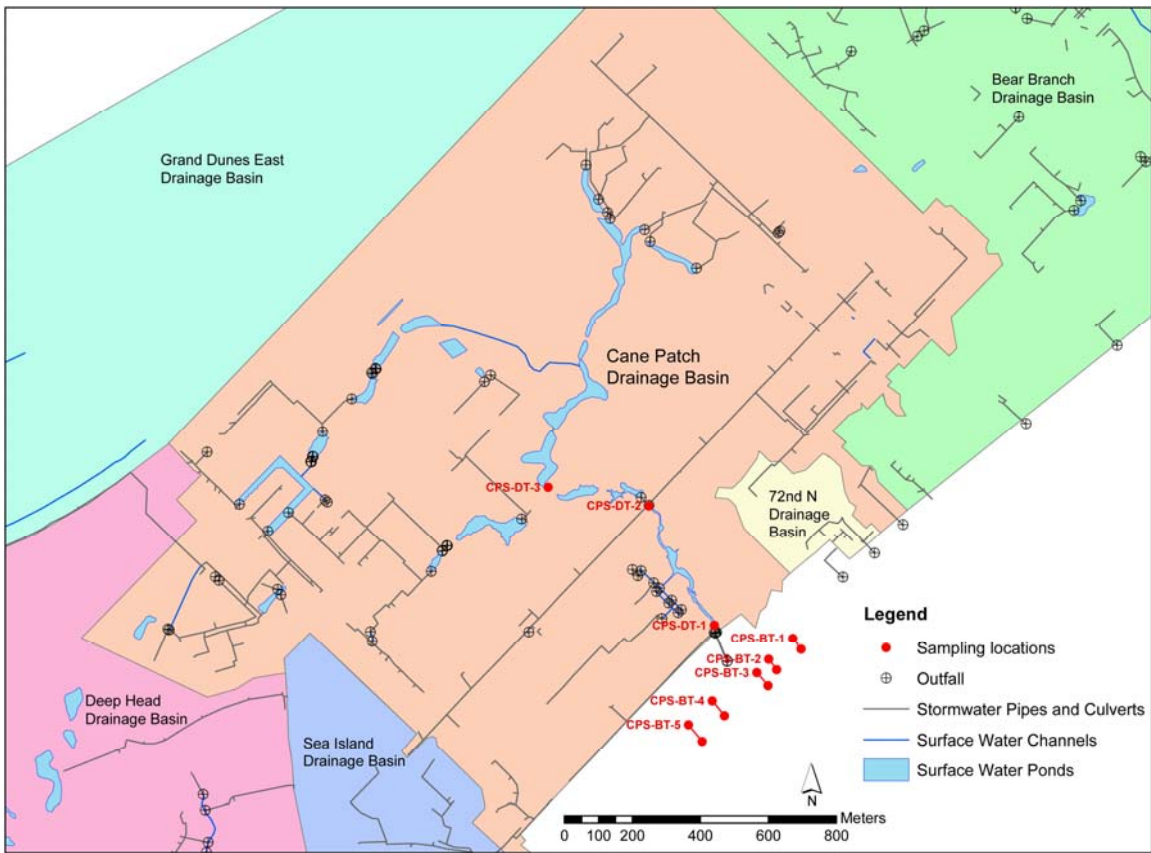 Bear Branch
Drainage Basin
Grand Dunes East
Drainage Basin
Cane Patch
Drainage Basin
CPS-DT-3
CPS-DT-2
72nd N
Drainage
Basin
CPS-DT-1
CPS-BT-1
CPS-BT-2
CPS-BT-3
CPS-BT-4
CPS-BT-5
Deep Head
Drainage Basin
Sea Island
Drainage Basin
Legend
Sampling locations
Outfall
Stormwater Pipes and Culverts
Surface Water Channels
Surface Water Ponds
N
Meters
0 100 200 400 600 800